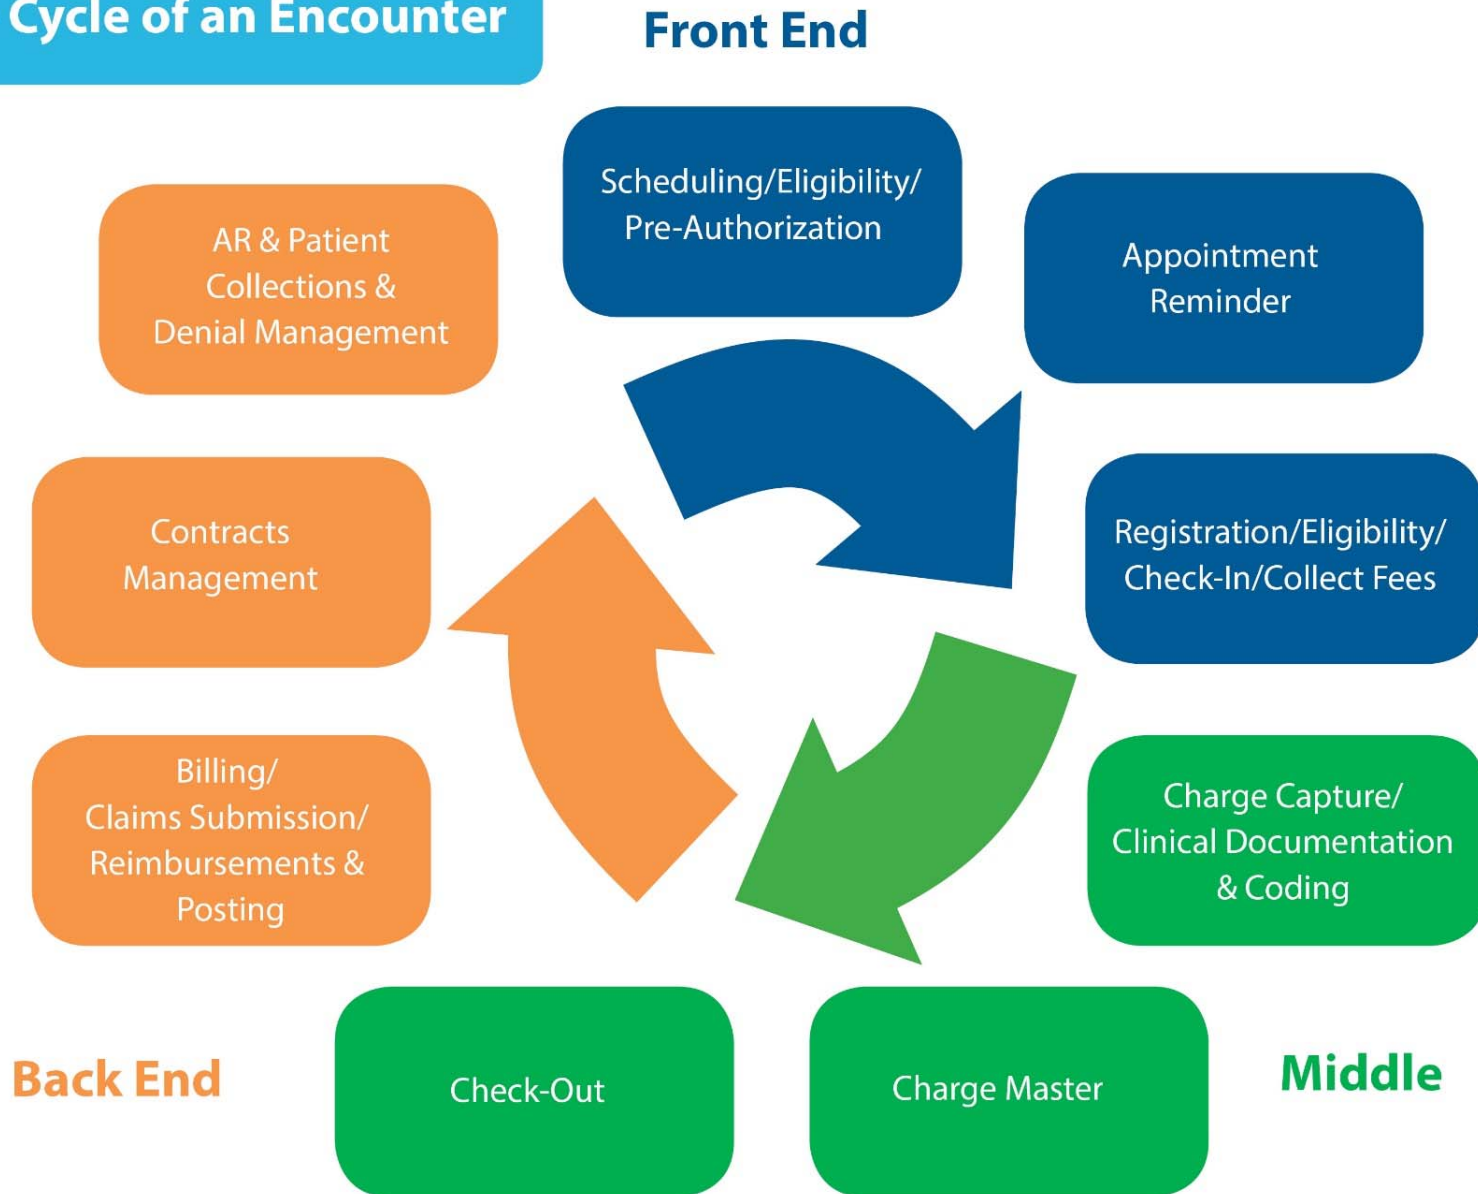 Cycle of an Encounter
Front End
Scheduling/Eligibility/
Pre-Authorization
Appointment
Reminder
Registration/Eligibility/
Check-In/Collect Fees
Charge Capture/
Clinical Documentation
& Coding
Middle
Charge Master
Check-Out
Back End
Billing/
Claims Submission/
Reimbursements &
Posting
Contracts
Management
AR & Patient
Collections &
Denial Management